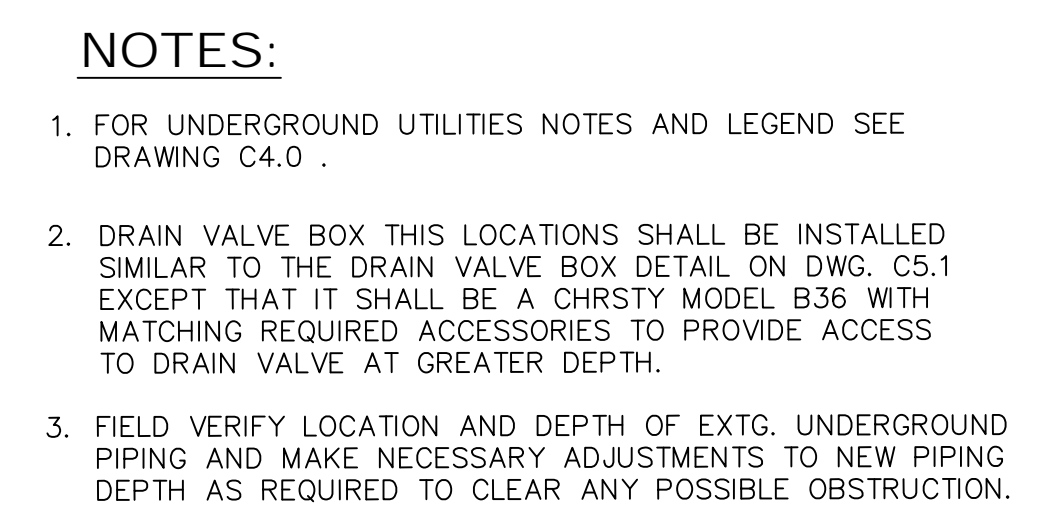 NOTES:
1. FOR UNDERGROUND UTILITIES NOTES AND LEGEND SEE
DRAWING C4.0 .
2. DRAIN VALVE BOX THIS LOCATIONS SHALL BE INSTALLED
SIMILAR TO THE DRAIN VALVE BOX DETAIL ON DWG. C5.1
EXCEPT THAT IT SHALL BE A CHRSTY MODEL B36 WITH
MATCHING REQUIRED ACCESSORIES TO PROVIDE ACCESS
TO DRAIN VALVE AT GREATER DEPTH.
3. FIELD VERIFY LOCATION AND DEPTH OF EXTG. UNDERGROUND
PIPING AND MAKE NECESSARY ADJUSTMENTS TO NEW PIPING
DEPTH AS REQUIRED TO CLEAR ANY POSSIBLE OBSTRUCTION.